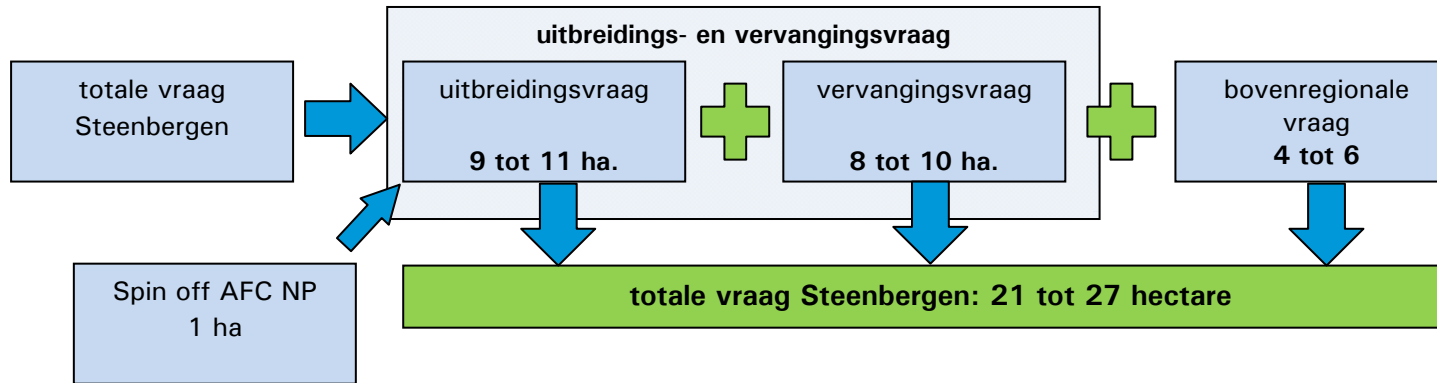 uitbreidings- en vervangingsvraag
totale vraag
Steenbergen
uitbreidingsvraag
9 tot 11 ha.
vervangingsvraag
8 tot 10 ha.
bovenregionale
vraag
4 tot 6
Spin off AFC NP
1 ha
totale vraag Steenbergen: 21 tot 27 hectare